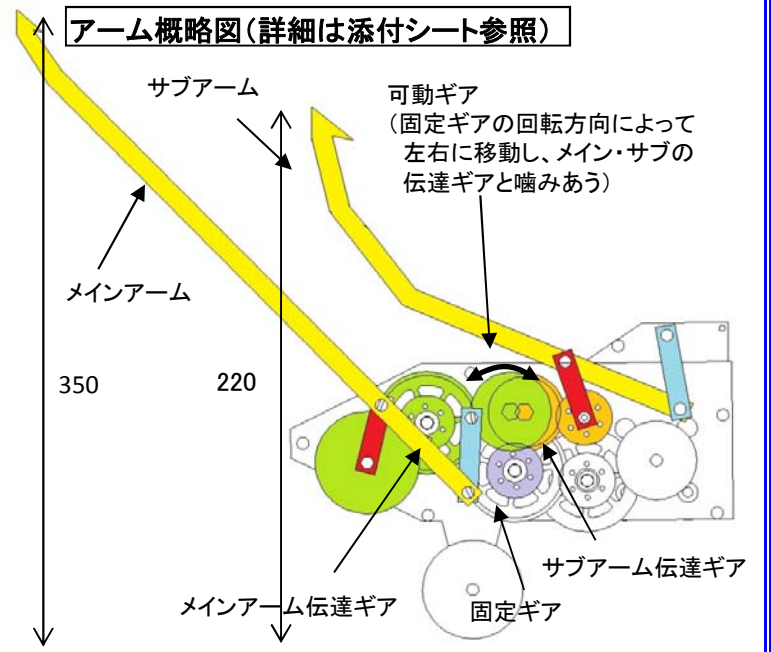 アーム概略図(詳細は添付シート参照)
サブアーム
可動ギア
(固定ギアの回転方向によって
左右に移動し、メイン・サブの
伝達ギアと噛みあう)
メインアーム
350
220
サブアーム伝達ギア
メインアーム伝達ギア
固定ギア